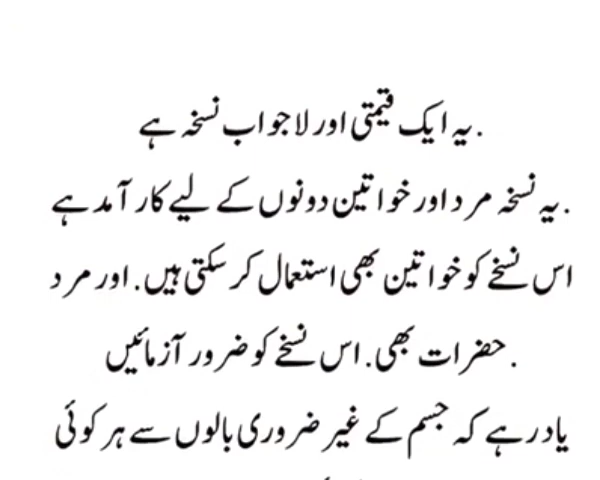 .یہ ایک قیمتی اور لاجواب نسخہ ہے
.یہ نسخہ مرد اور خواتین دونوں کے لیے کار آمد ہے
اس نسخے کو خواتین بھی استعمال کر سکتی ہیں. اور مرد
.حضرات بھی. اس نسخے کو ضرور آزمائیں
یاد رہے کہ جسم کے غیر ضروری بالوں سے ہر کوئی